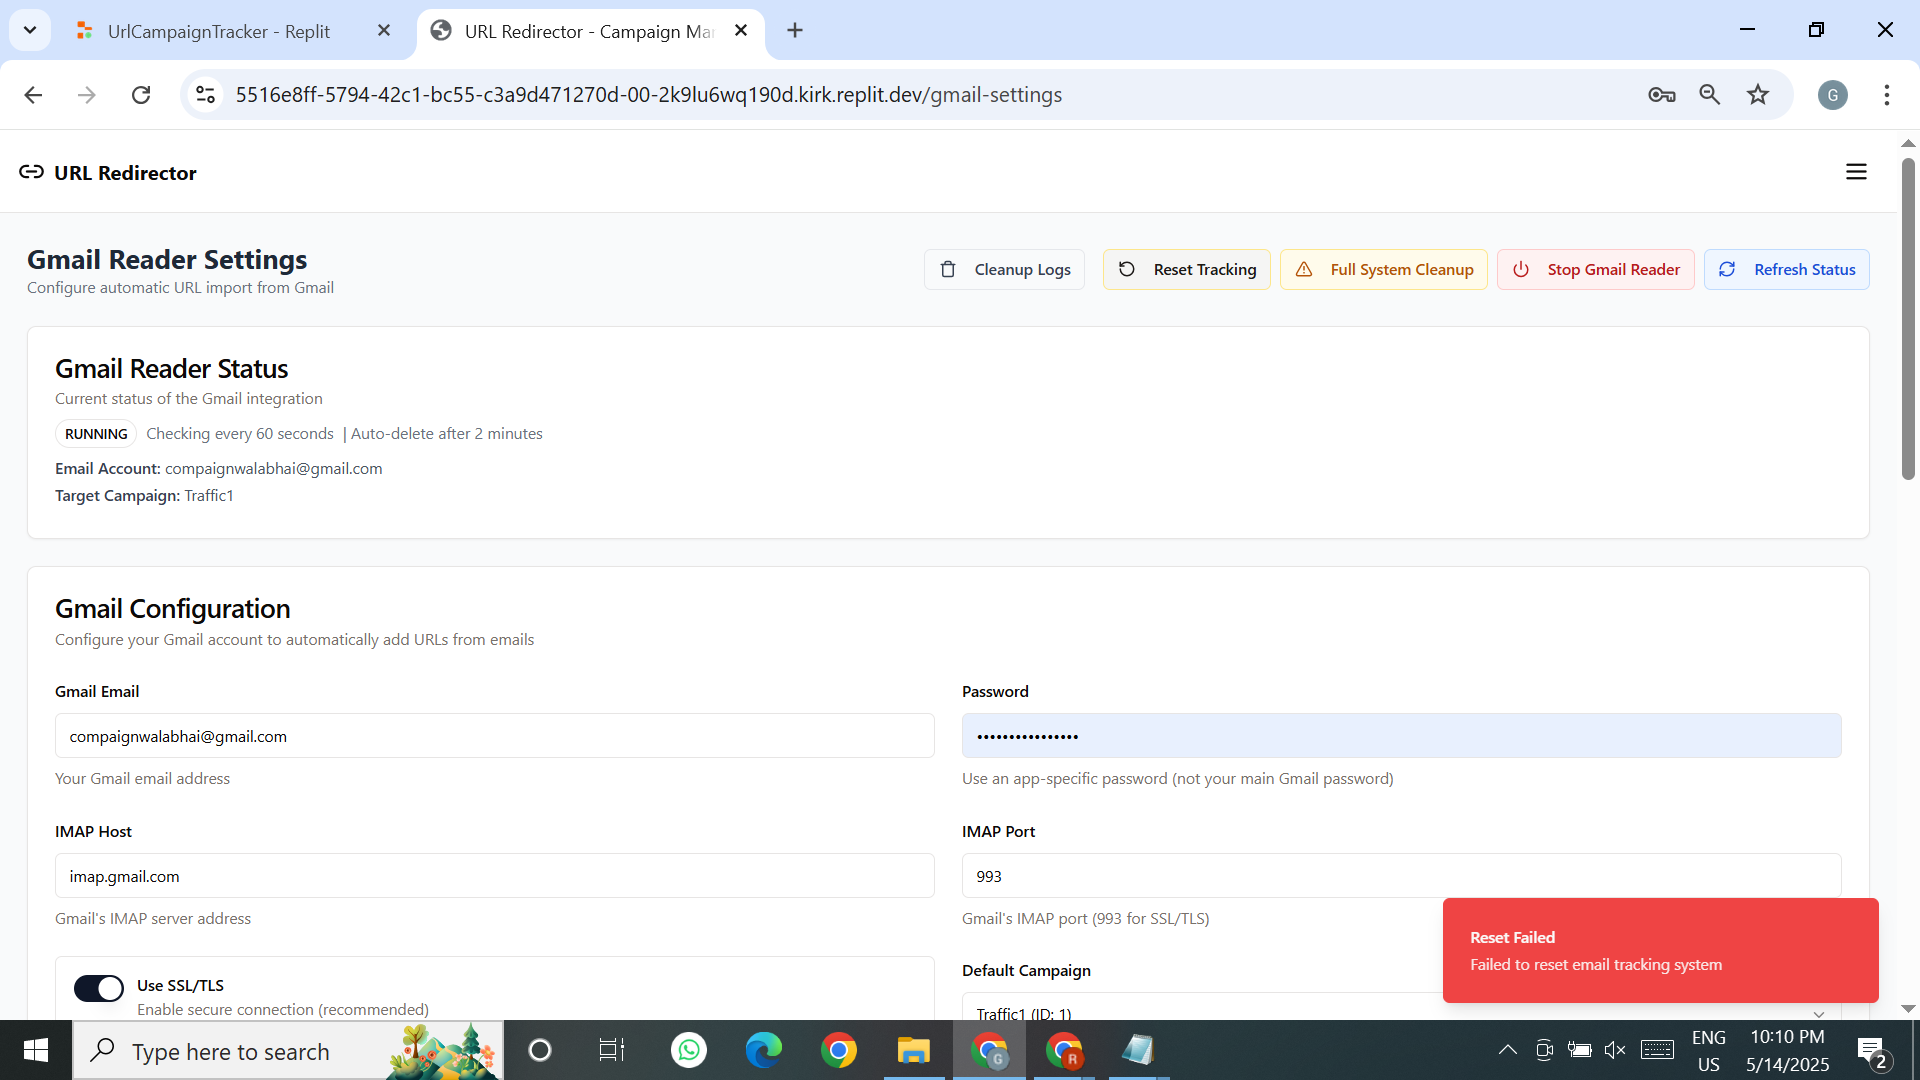 UrlCampaignTracker - Replit
URL Redirector - Campaign Ma
5516e8ff-5794-42c1-bc55-c3a9d471270d-00-2k9lu6wq190d.kirk.replit.dev/gmail-settings
G
URL Redirector
Gmail Reader Settings
Configure automatic URL import from Gmail
Cleanup Logs
Reset Tracking
Full System Cleanup
Stop Gmail Reader
Refresh Status
Gmail Reader Status
Current status of the Gmail integration
RUNNING Checking every 60 seconds | Auto-delete after 2 minutes
Email Account: compaignwalabhai@gmail.com
Target Campaign: Traffic1
Gmail Configuration
Configure your Gmail account to automatically add URLs from emails
Gmail Email
compaignwalabhai@gmail.com
Your Gmail email address
Password
••••••••••••••••
Use an app-specific password (not your main Gmail password)
IMAP Host
imap.gmail.com
Gmail's IMAP server address
IMAP Port
993
Gmail's IMAP port (993 for SSL/TLS)
Use SSL/TLS
Enable secure connection (recommended)
Default Campaign
Traffic1 (ID: 1)
Reset Failed
Failed to reset email tracking system
Type here to search
G
R
ENG
US
10:10 PM
5/14/2025
2